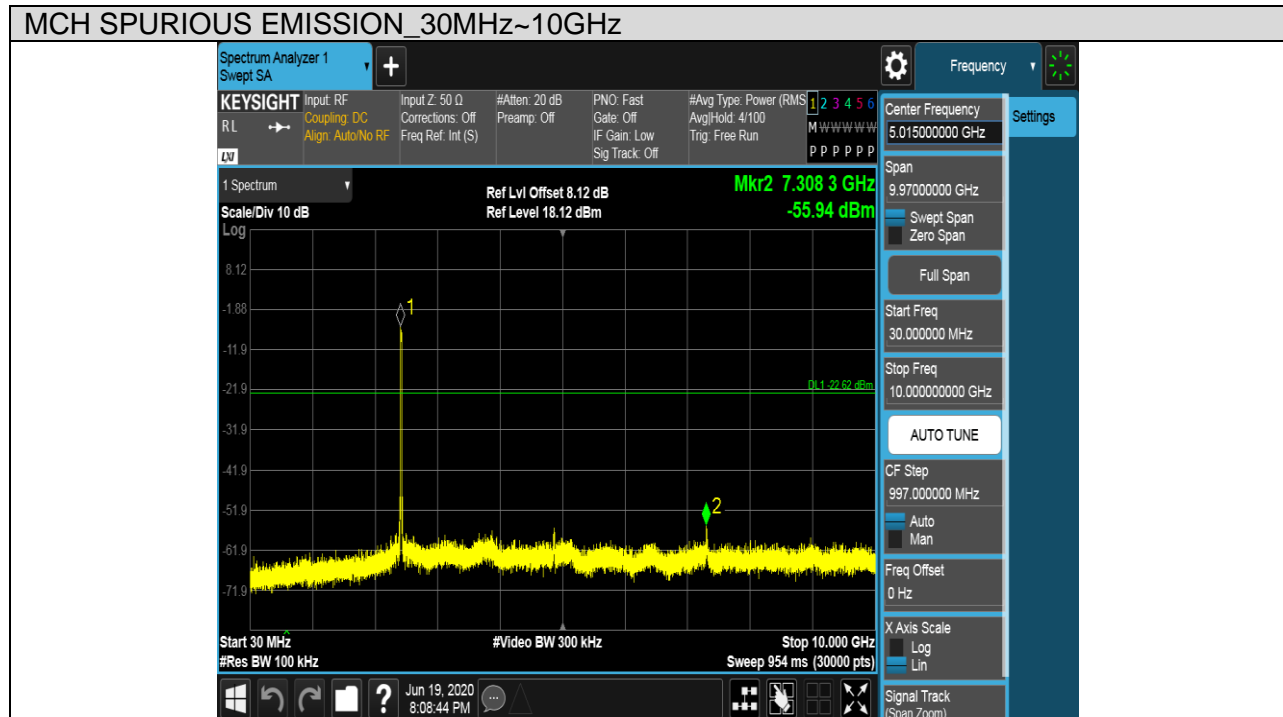 MCH SPURIOUS EMISSION_30MHz~10GHz
Spectrum Analyzer 1
Swept SA
+
Frequency
KEYSIGHT
RL
LXI
Input: RF
Coupling: DC
Align: Auto/No RF
Input Z: 50 Ω
Corrections: Off
Freq Ref: Int (S)
#Atten: 20 dB
Preamp: Off
PNO: Fast
Gate: Off
IF Gain: Low
Sig Track: Off
#Avg Type: Power (RMS
Avg|Hold: 4/100
Trig: Free Run
1 2 3 4 5 6
M W W W W W
P P P P P P
1 Spectrum
Scale/Div 10 dB
Log
Ref Lvl Offset 8.12 dB
Ref Level 18.12 dBm
Mkr2 7.308 3 GHz
-55.94 dBm
8.12
-1.88
-11.9
-21.9
-31.9
-41.9
-51.9
-61.9
-71.9
1
DL1 -22.62 dBm
2
Start 30 MHz
#Res BW 100 kHz
#Video BW 300 kHz
Stop 10.000 GHz
Sweep 954 ms (30000 pts)
?
Jun 19, 2020
8:08:44 PM
Center Frequency
5.015000000 GHz
Settings
Span
9.97000000 GHz
Swept Span
Zero Span
Full Span
Start Freq
30.000000 MHz
Stop Freq
10.000000000 GHz
AUTO TUNE
CF Step
997.000000 MHz
Auto
Man
Freq Offset
0 Hz
X Axis Scale
Log
Lin
Signal Track
(Span Zoom)